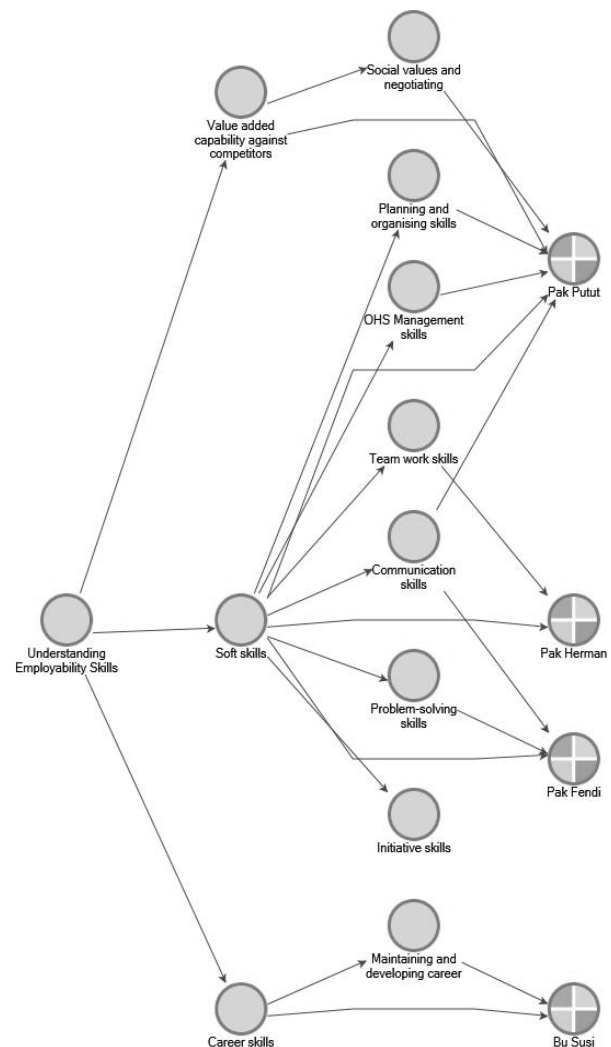 Social values and
negotiating
Value added
capability against
competitors
Planning and
organising skills
Pak Putut
OHS Management
skills
Team work skills
Communication
skills
Understanding
Employability Skills
Soft skills
Pak Herman
Problem-solving
skills
Pak Fendi
Initiative skills
Maintaining and
developing career
Career skills
Bu Susi